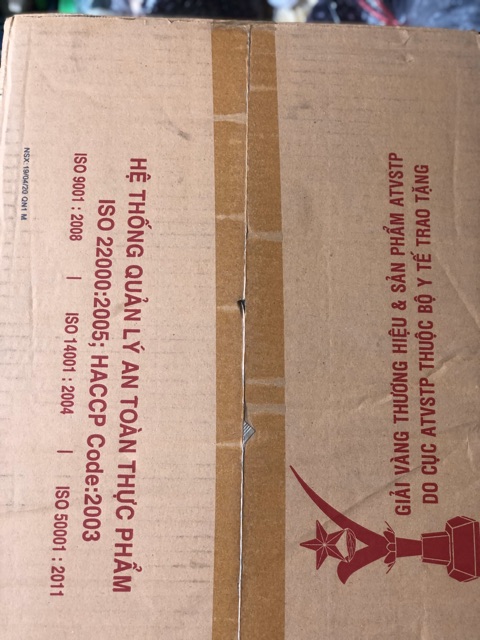 HỆ THỐNG QUẢN LÝ AN TOÀN THỰC PHẨM
ISO 22000:2005; HACCP Code:2003
ISO 9001 : 2008 | ISO 14001 : 2004 | ISO 50001 : 2011
NSX 19/04/20 QN1 M
GIẢI VÀNG THƯƠNG HIỆU & SẢN PHẨM ATVSTP
DO CỤC ATVSTP THUỘC BỘ Y TẾ TRAO TẶNG